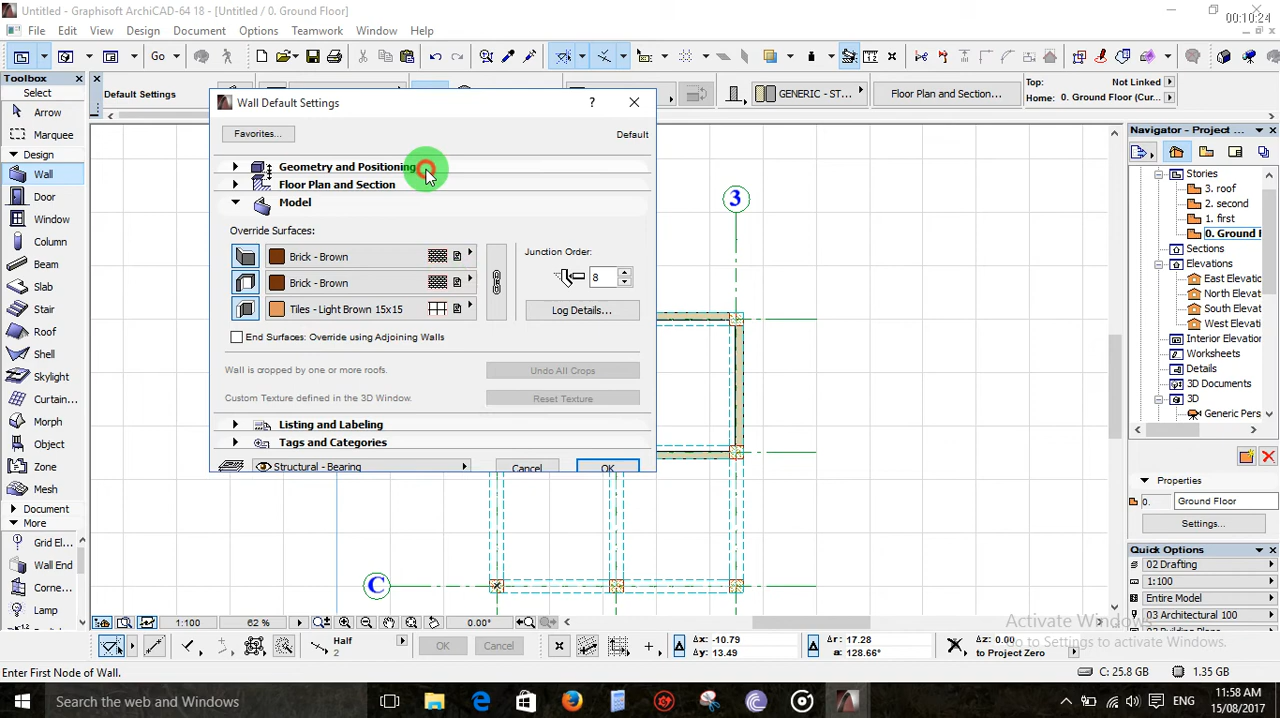 Untitled - Graphisoft ArchiCAD-64 18 - [Untitled / 0. Ground Floor]
00:10:24
File Edit View Design Document Options Teamwork Window Help
Go
Toolbox
Select
Arrow
Marquee
Design
Wall
Door
Window
Column
Beam
Slab
Stair
Roof
Shell
Skylight
Curtain...
Morph
Object
Zone
Mesh
Document
More
Grid El...
Wall End
Corne...
Lamp
Default Settings
GENERIC - ST...
Floor Plan and Section...
Top: Not Linked
Home: 0. Ground Floor (Cur...
Wall Default Settings
?
Favorites...
Default
Geometry and Positioning
Floor Plan and Section
Model
Override Surfaces:
Brick - Brown
Brick - Brown
Tiles - Light Brown 15x15
Junction Order:
8
Log Details...
End Surfaces: Override using Adjoining Walls
Wall is cropped by one or more roofs.
Undo All Crops
Custom Texture defined in the 3D Window.
Reset Texture
Listing and Labeling
Tags and Categories
Structural - Bearing
Cancel
OK
3
C
Navigator - Project ...
Stories
3. roof
2. second
1. first
0. Ground F
Sections
Elevations
East Elevatio
North Elevat
South Elevat
West Elevati
Interior Elevation
Worksheets
Details
3D Documents
3D
Generic Pers
Properties
0. Ground Floor
Settings...
Quick Options
02 Drafting
1:100
Entire Model
03 Architectural 100
Activate Windows
Go to Settings to activate Windows.
1:100
62 %
0.00°
Half
2
OK
Cancel
Δx: -10.79
Δy: 13.49
Δr: 17.28
a: 128.66°
Δz: 0.00
to Project Zero
Enter First Node of Wall.
C: 25.8 GB
1.35 GB
Search the web and Windows
ENG
11:58 AM
15/08/2017